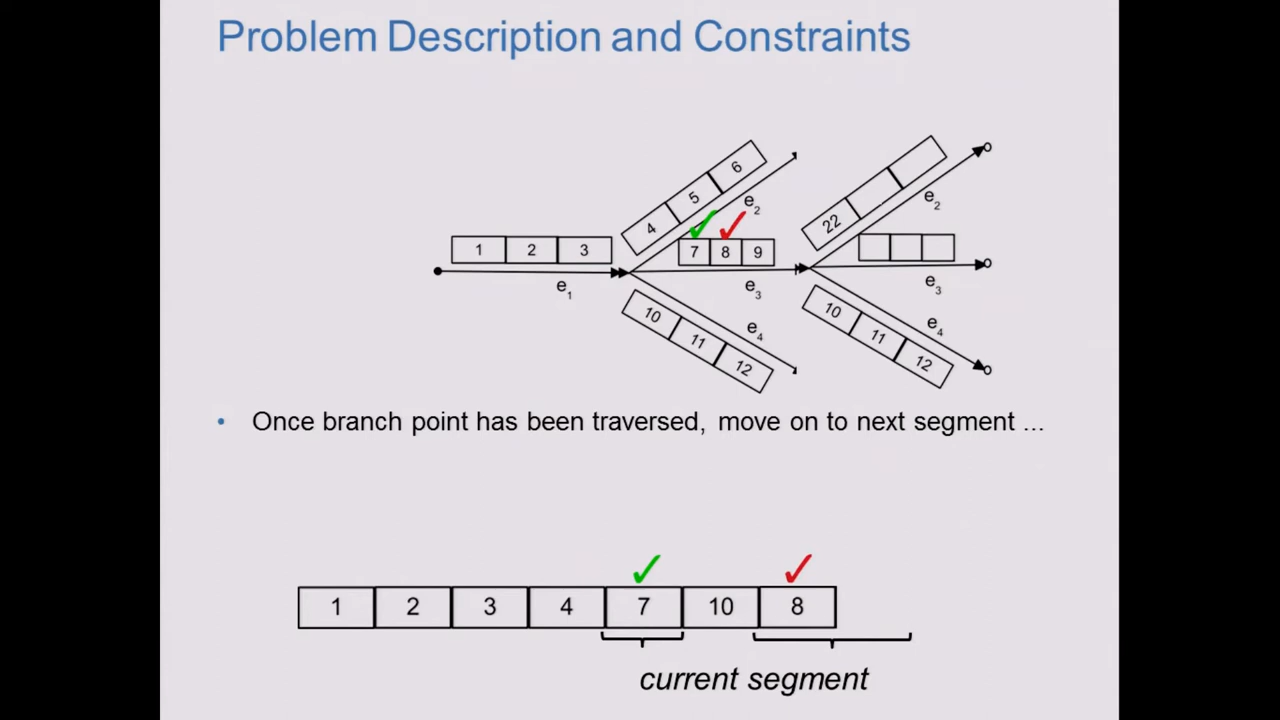 Problem Description and Constraints
1 2 3
e1
4 5 6
e2
7 8 9
e3
10 11 12
e4
22
e2
e3
10 11 12
e4
• Once branch point has been traversed, move on to next segment ...
1 2 3 4 7 10 8
current segment